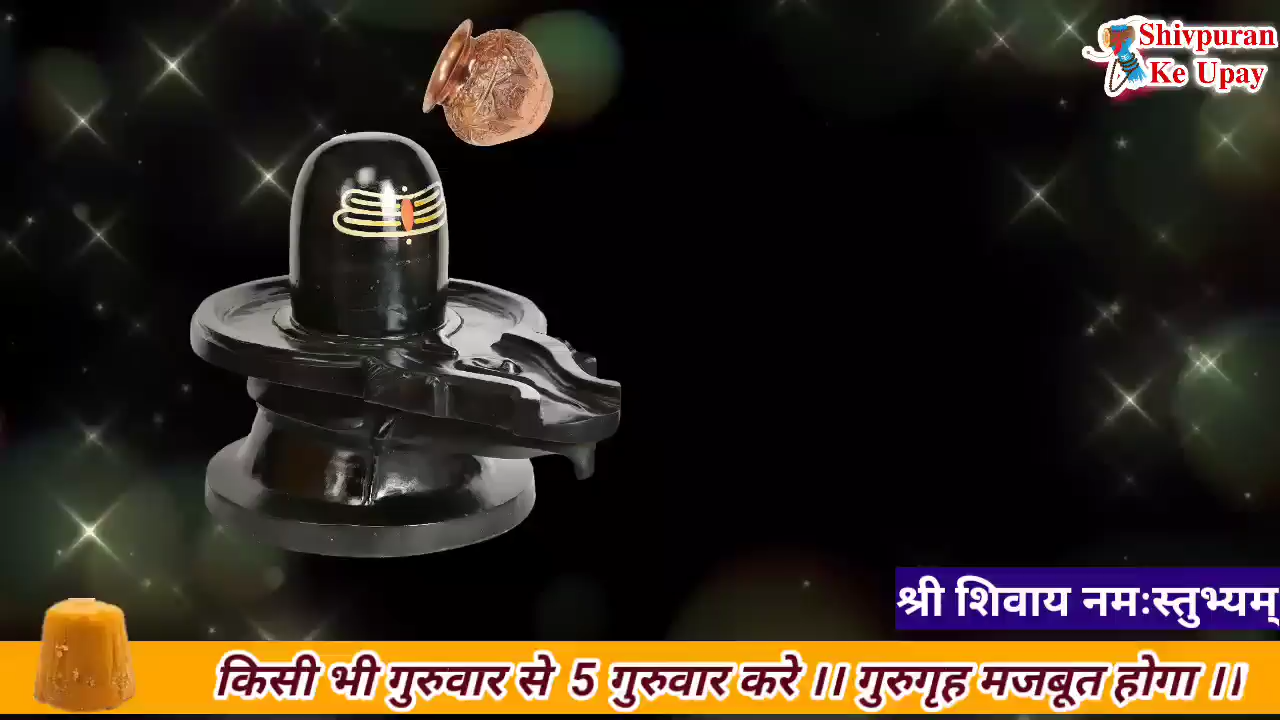 Shivpuran
Ke Upay
श्री शिवाय नमःस्तुभ्यम्
किसी भी गुरुवार से 5 गुरुवार करे ।। गुरुगृह मजबूत होगा ।।